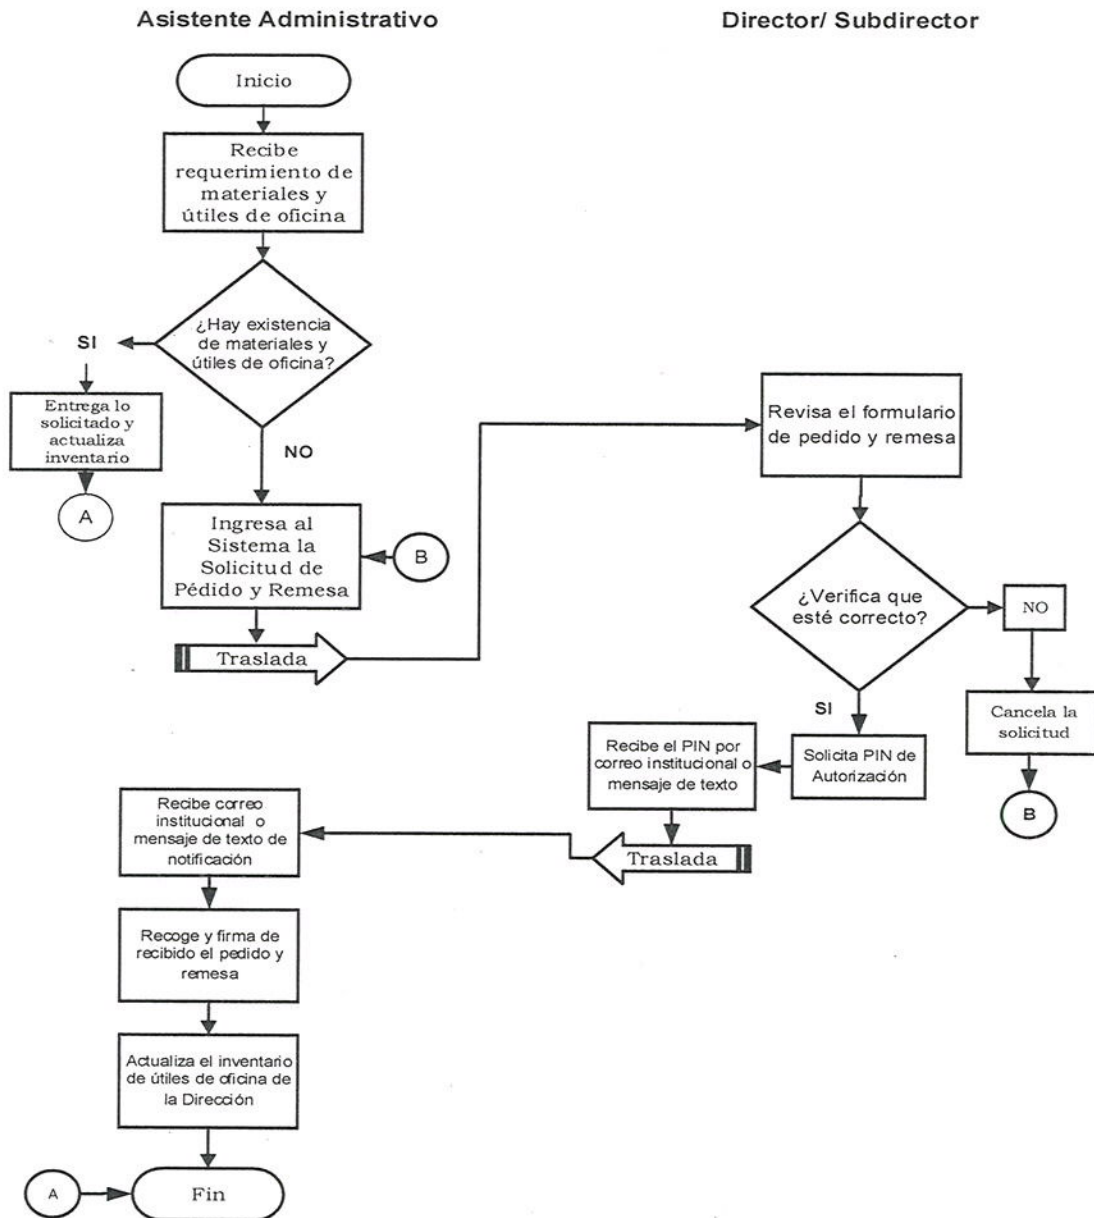 Asistente Administrativo
Director/ Subdirector
Inicio
Recibe
requerimiento de
materiales y
útiles de oficina
¿Hay existencia
de materiales y
útiles de oficina?
SI
Entrega lo
solicitado y
actualiza
inventario
A
NO
Ingresa al
Sistema la
Solicitud de
Pédido y Remesa
B
Traslada
Revisa el formulario
de pedido y remesa
¿Verifica que
esté correcto?
NO
Cancela la
solicitud
B
SI
Solicita PIN de
Autorización
Recibe el PIN por
correo institucional o
mensaje de texto
Traslada
Recibe correo
institucional o
mensaje de texto de
notificación
Recoge y firma de
recibido el pedido y
remesa
Actualiza el inventario
de útiles de oficina de
la Dirección
A
Fin